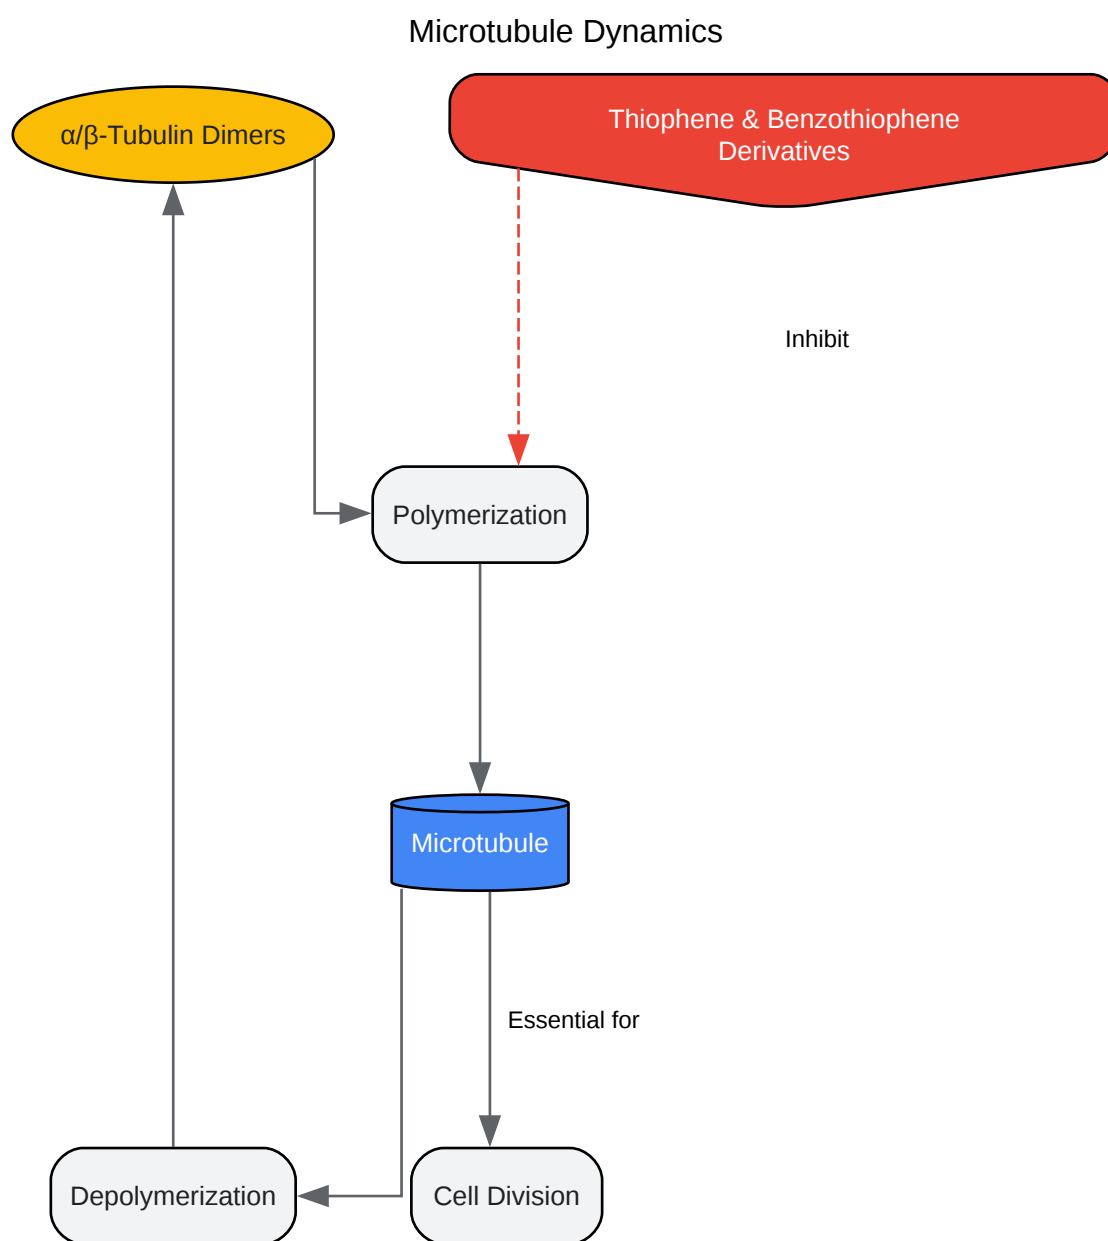 Microtubule Dynamics
α/β-Tubulin Dimers
Thiophene & Benzothiophene
Derivatives
Inhibit
Polymerization
Microtubule
Essential for
Depolymerization
Cell Division